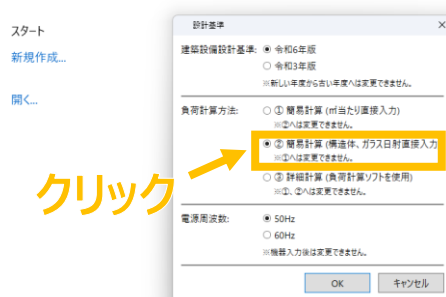 スタート
新規作成...
開く...
設計基準
建築設備設計基準:
令和6年版
令和3年版
※新しい年度から古い年度へは変更できません。
負荷計算方法:
① 簡易計算 (㎡当たり直接入力)
※②へは変更できません。
② 簡易計算 (構造体、ガラス日射直接入力
※①へは変更できません。
③ 詳細計算 (負荷計算ソフトを使用)
※①、②へは変更できません。
クリック
電源周波数:
50Hz
60Hz
※機器入力後は変更できません。
OK
キャンセル